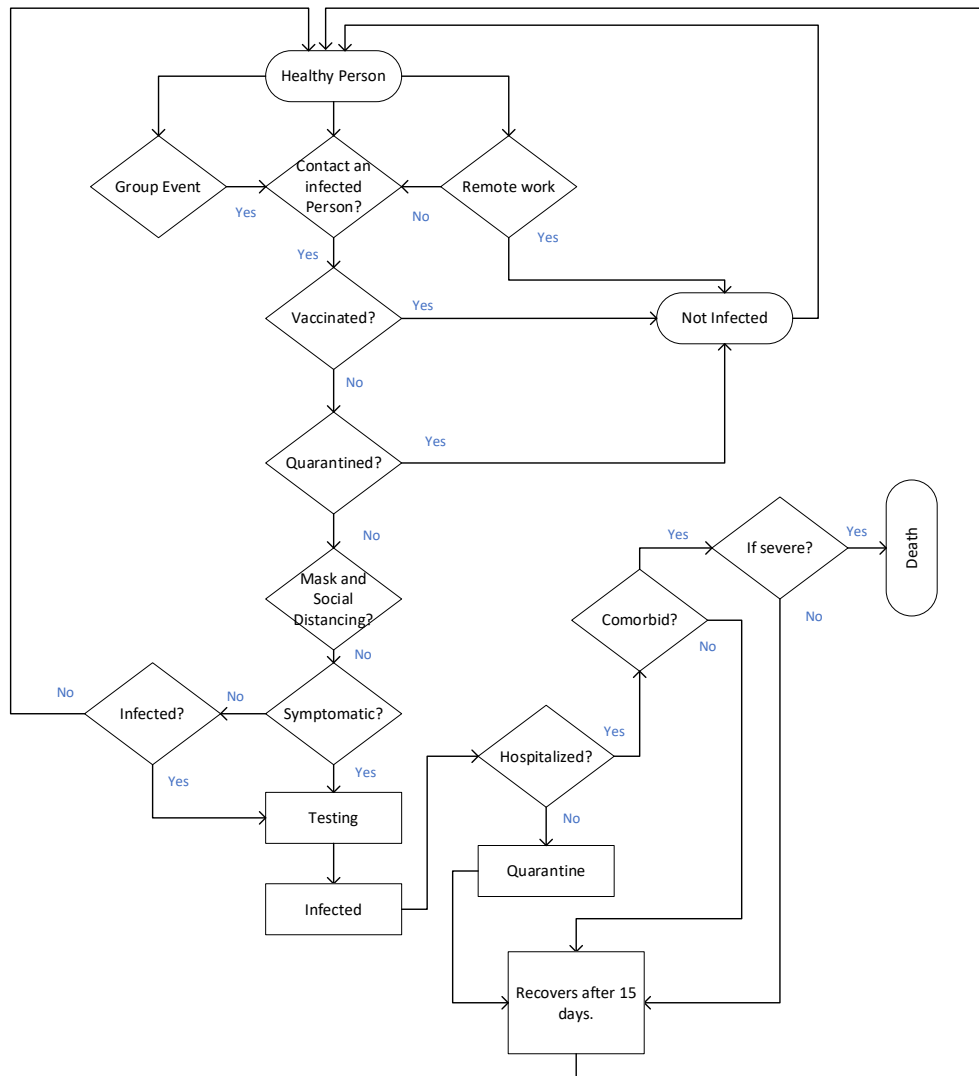 Healthy Person
Group Event
Contact an
infected
Person?
Remote work
Yes
No
Yes
Yes
Vaccinated?
Yes
Not Infected
No
Quarantined?
Yes
No
Mask and
Social
Distancing?
No
Yes
If severe?
Yes
Death
No
Comorbid?
No
Infected?
No
No
Symptomatic?
Yes
Yes
Testing
Hospitalized?
Yes
No
Infected
Quarantine
Recovers after 15
days.